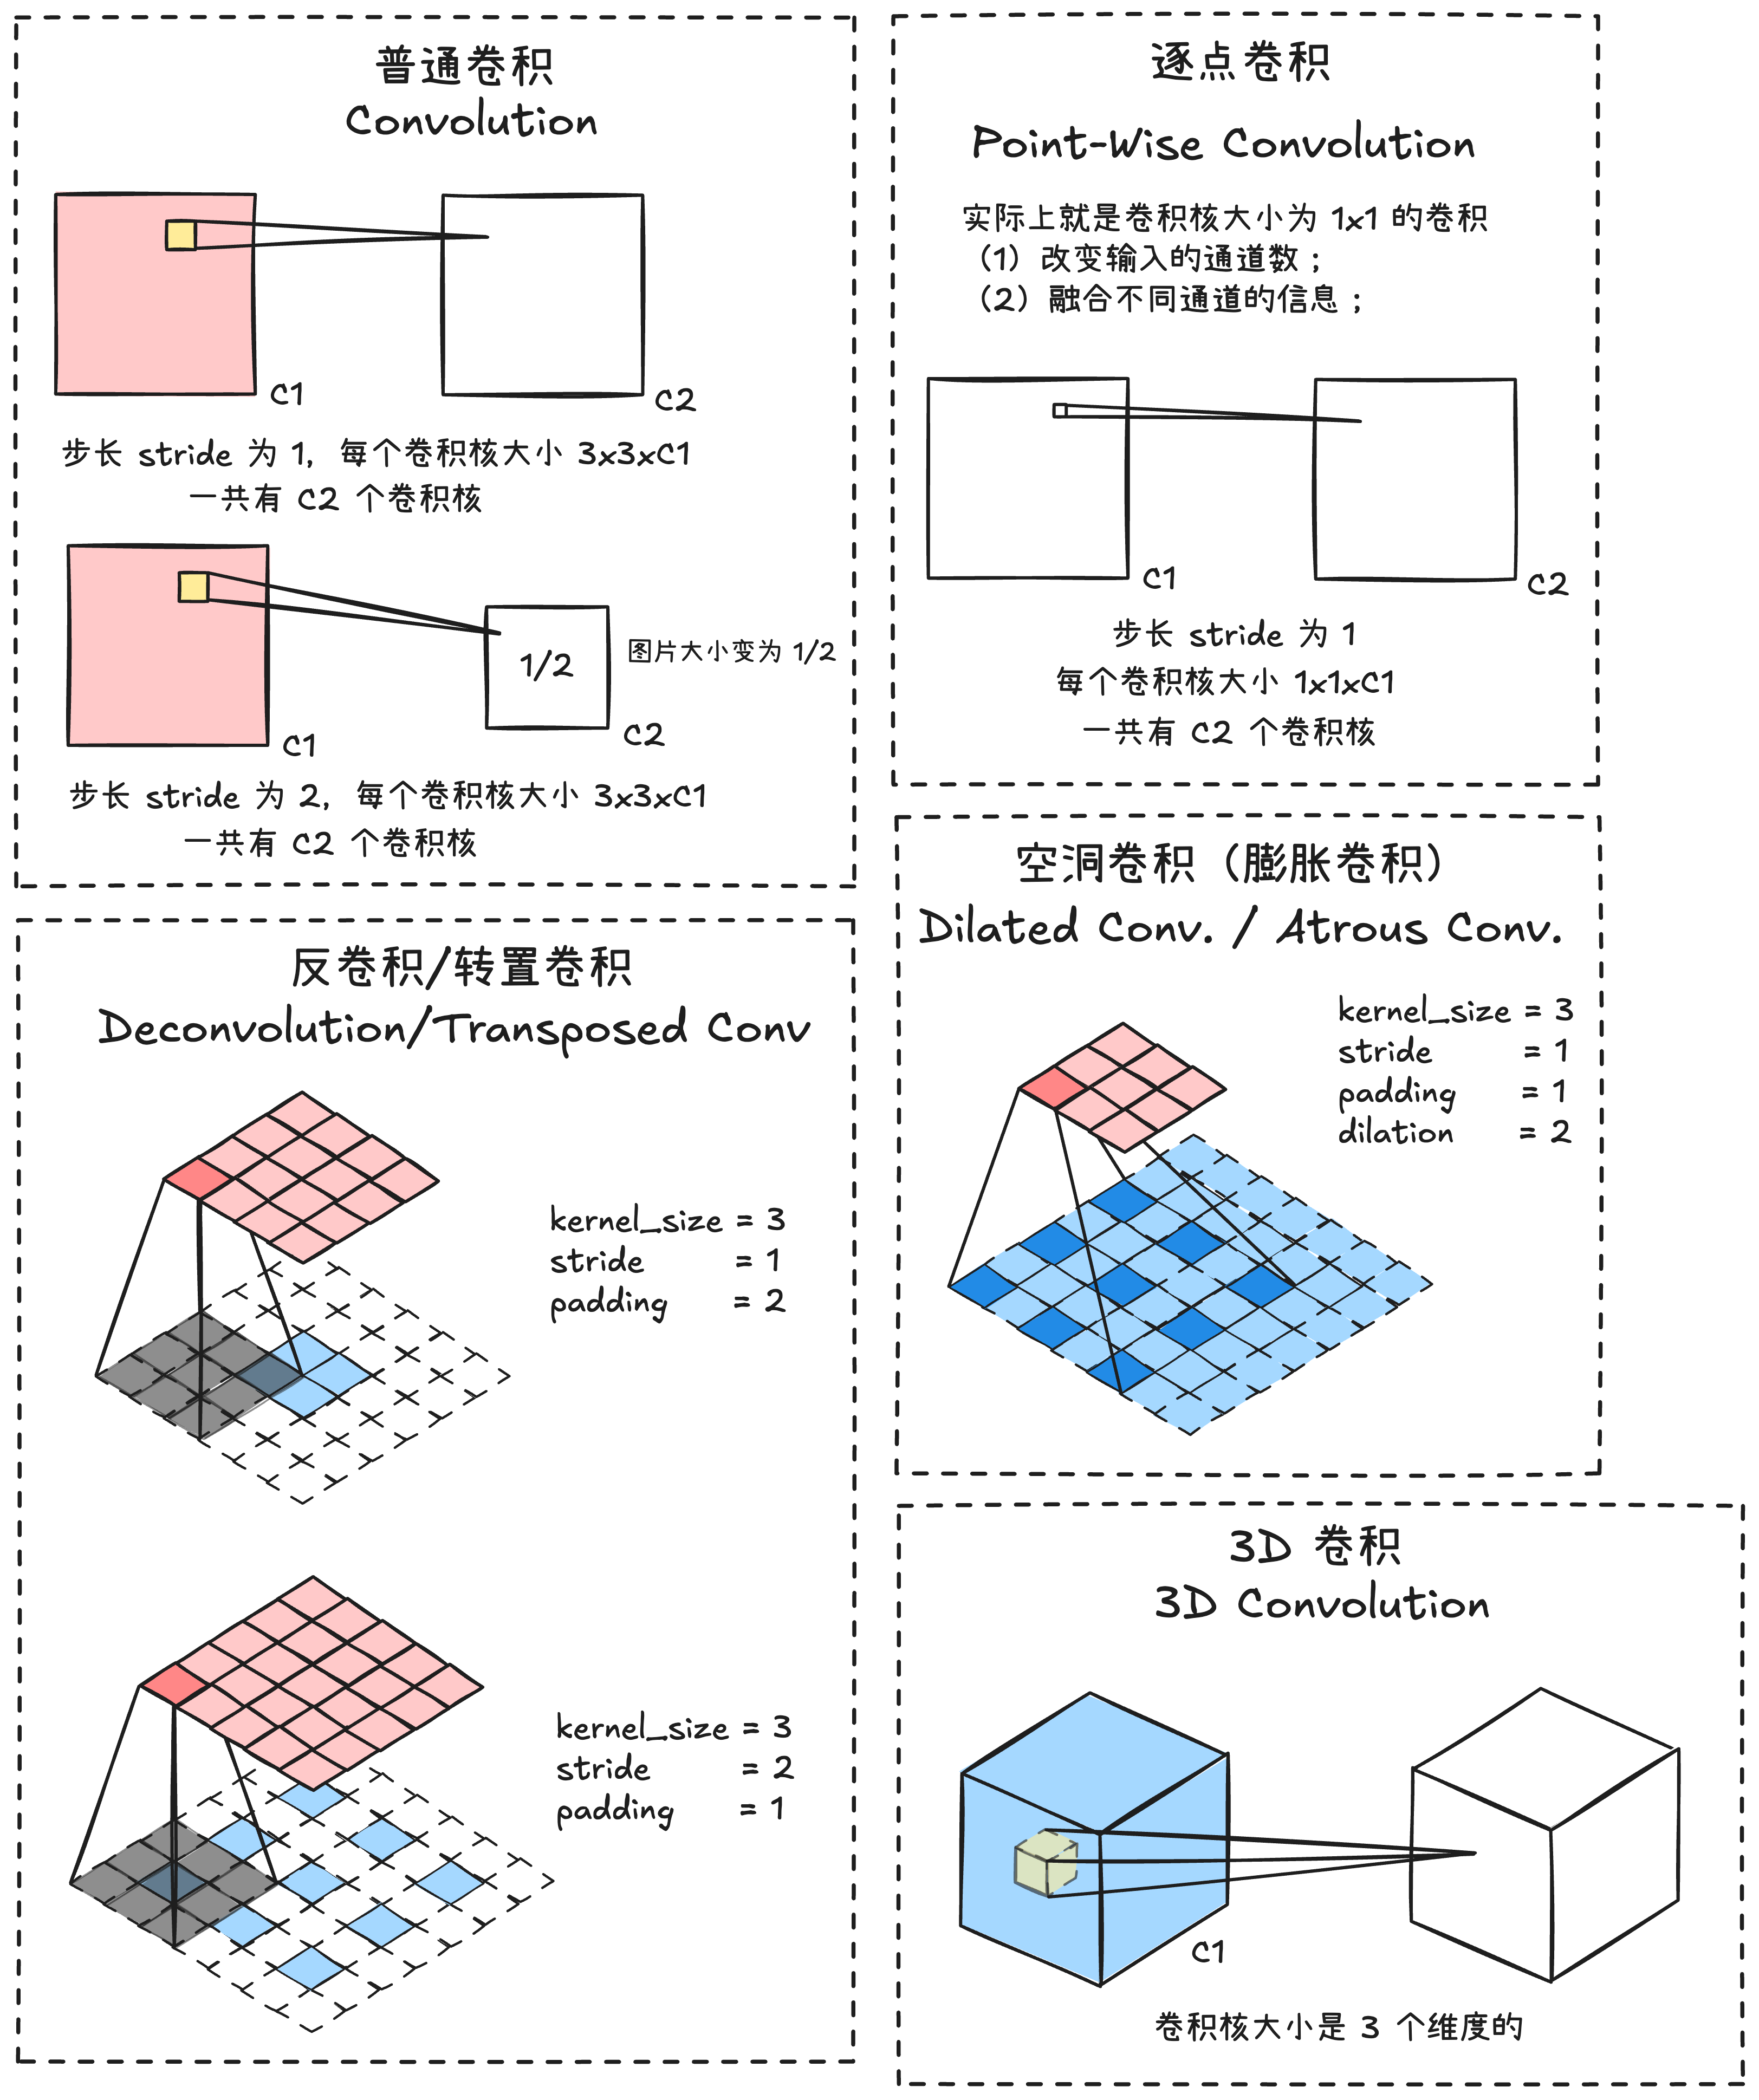 普通卷积
Convolution
C1
C2
步长 stride 为 1, 每个卷积核大小 3x3xC1
一共有 C2 个卷积核
1/2
图片大小变为 1/2
C1
C2
步长 stride 为 2, 每个卷积核大小 3x3xC1
一共有 C2 个卷积核
逐点卷积
Point-Wise Convolution
实际上就是卷积核大小为 1x1 的卷积
（1）改变输入的通道数；
（2）融合不同通道的信息；
C1
C2
步长 stride 为 1
每个卷积核大小 1x1xC1
一共有 C2 个卷积核
反卷积/转置卷积
Deconvolution/Transposed Conv
kernel_size = 3
stride = 1
padding = 2
kernel_size = 3
stride = 2
padding = 1
空洞卷积（膨胀卷积）
Dilated Conv. / Atrous Conv.
kernel_size = 3
stride = 1
padding = 1
dilation = 2
3D 卷积
3D Convolution
C1
卷积核大小是 3 个维度的